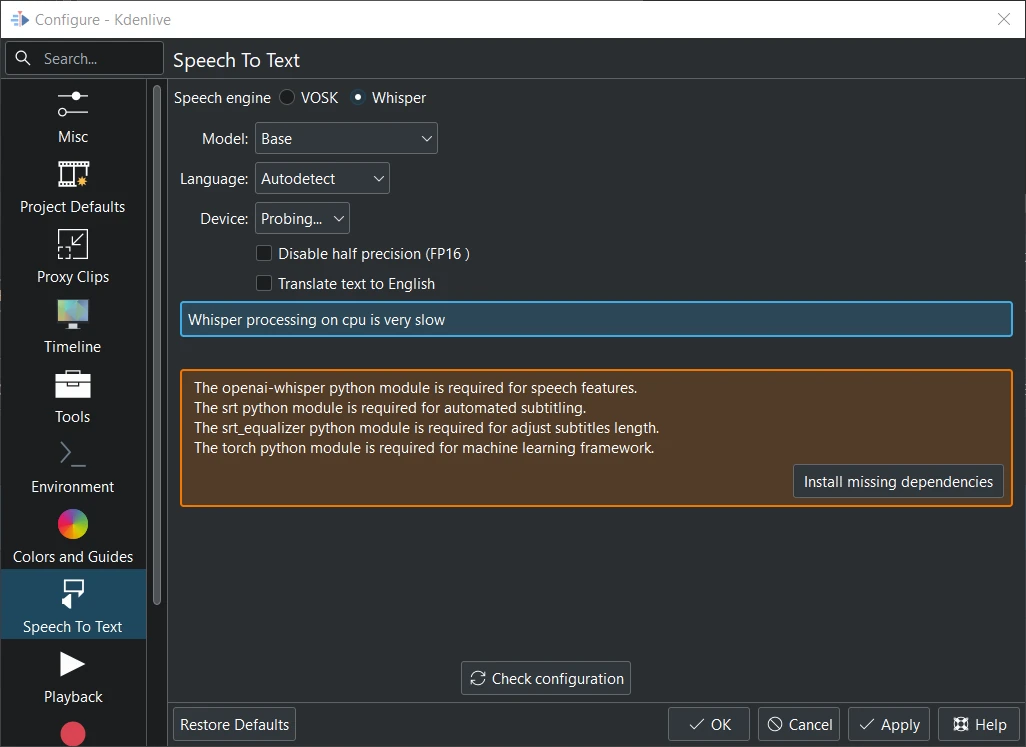 Configure - Kdenlive
Search...
Misc
Project Defaults
Proxy Clips
Timeline
Tools
Environment
Colors and Guides
Speech To Text
Playback
Speech To Text
Speech engine VOSK Whisper
Model: Base
Language: Autodetect
Device: Probing...
Disable half precision (FP16 )
Translate text to English
Whisper processing on cpu is very slow
The openai-whisper python module is required for speech features.
The srt python module is required for automated subtitling.
The srt_equalizer python module is required for adjust subtitles length.
The torch python module is required for machine learning framework.
Install missing dependencies
Check configuration
Restore Defaults OK Cancel Apply Help